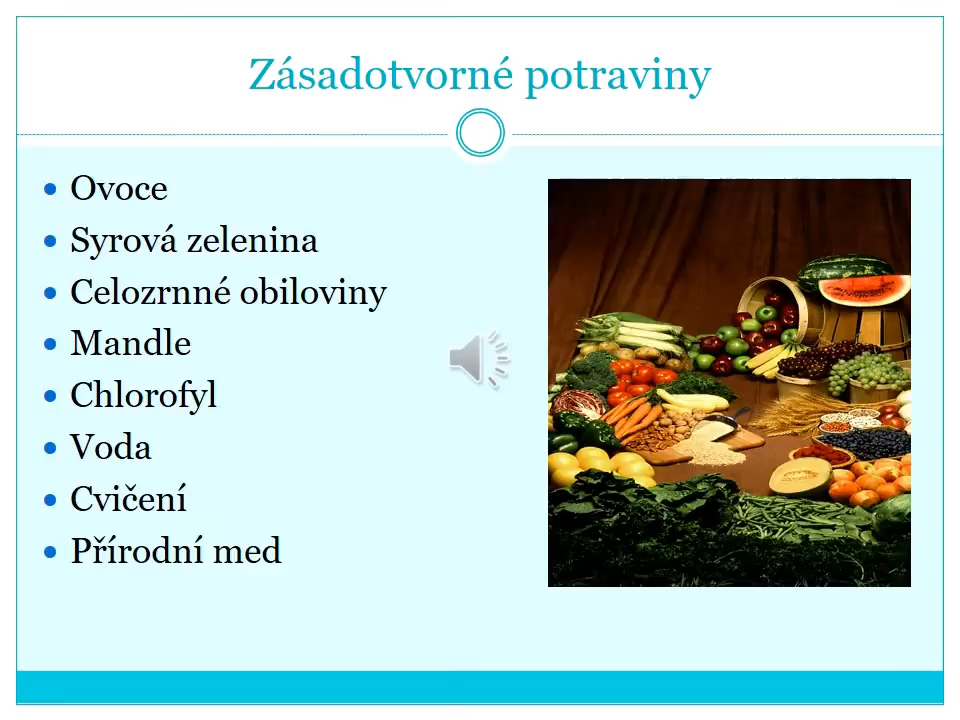 Zásadotvorné potraviny
Ovoce
Syrová zelenina
Celozrnné obiloviny
Mandle
Chlorofyl
Voda
Cvičení
Přírodní med